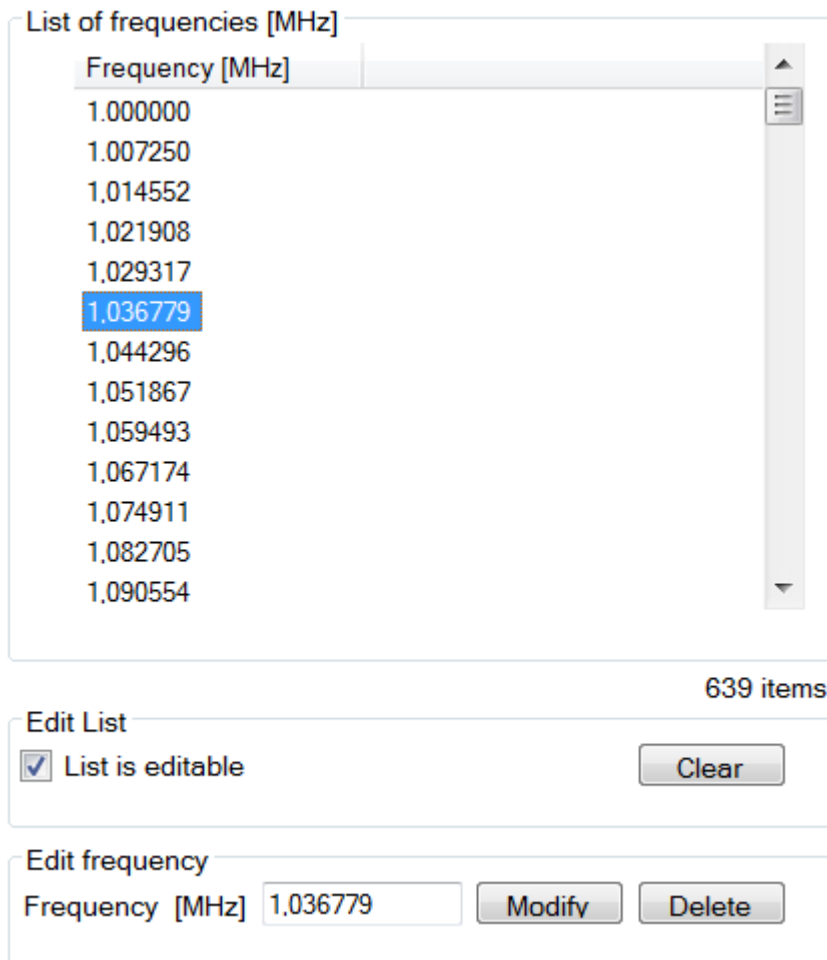 List of frequencies [MHz]
Frequency [MHz]
1.000000
1.007250
1.014552
1.021908
1.029317
1.036779
1.044296
1.051867
1.059493
1.067174
1.074911
1.082705
1.090554
639 items
Edit List
List is editable Clear
Edit frequency
Frequency [MHz] 1.036779 Modify Delete